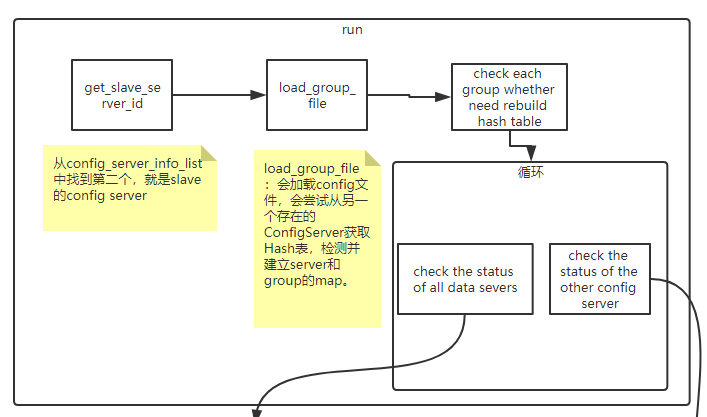 run
get_slave_se
rver_id
load_group_
file
check each
group whether
need rebuild
hash table
从config_server_info_list
中找到第二个，就是slave
的config server
load_group_file
：会加载config文
件，会尝试从另一
个存在的
ConfigServer获取
Hash表，检测并
建立server和
group的map。
循环
check the status
of all data severs
check the
status of the
other config
server